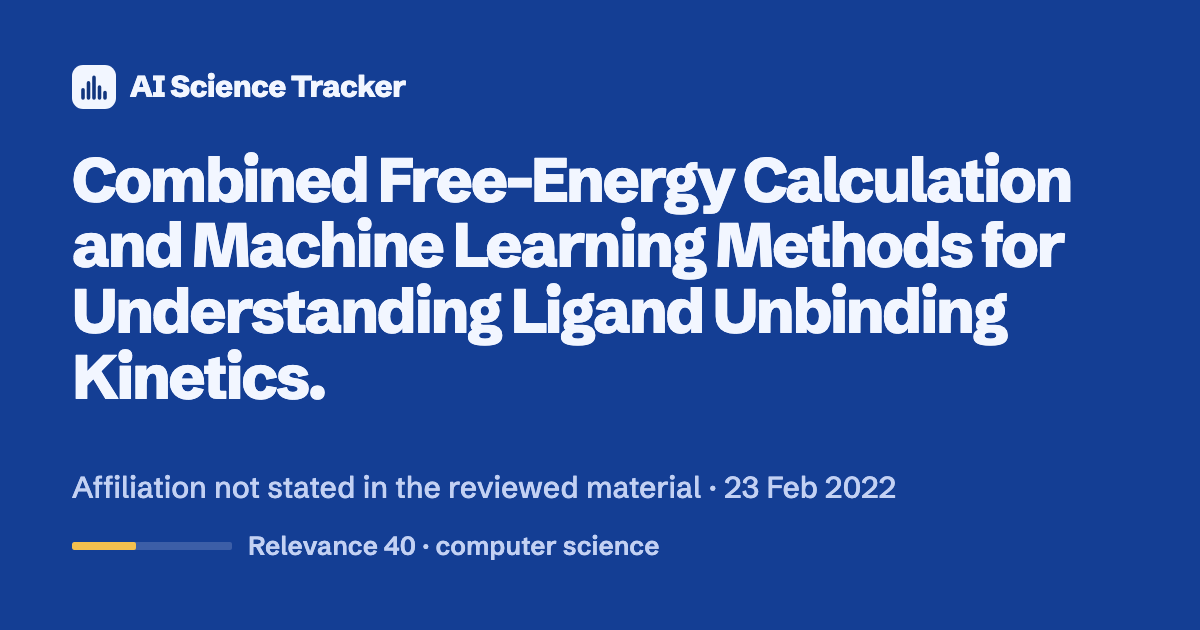 AI Science Tracker
Combined Free-Energy Calculation
and Machine Learning Methods for
Understanding Ligand Unbinding
Kinetics.
Affiliation not stated in the reviewed material · 23 Feb 2022
Relevance 40 · computer science